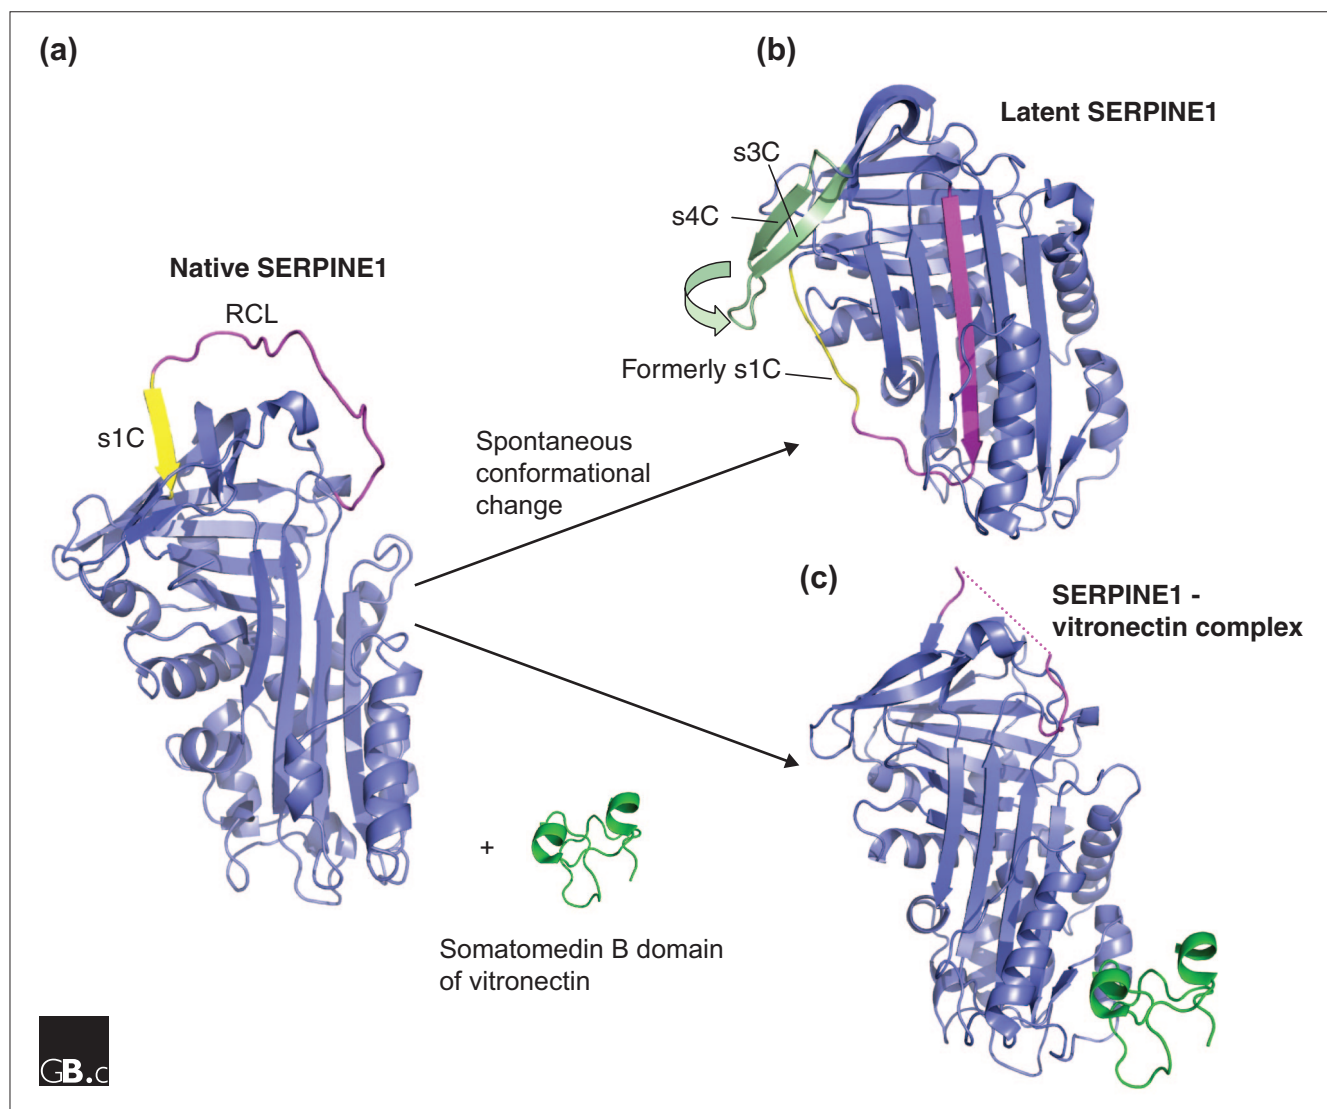 (a)
Native SERPINE1
RCL
s1C
Spontaneous
conformational
change
+
Somatomedin B domain
of vitronectin
(b)
Latent SERPINE1
s3C
s4C
Formerly s1C
(c)
SERPINE1 -
vitronectin complex
GB.c